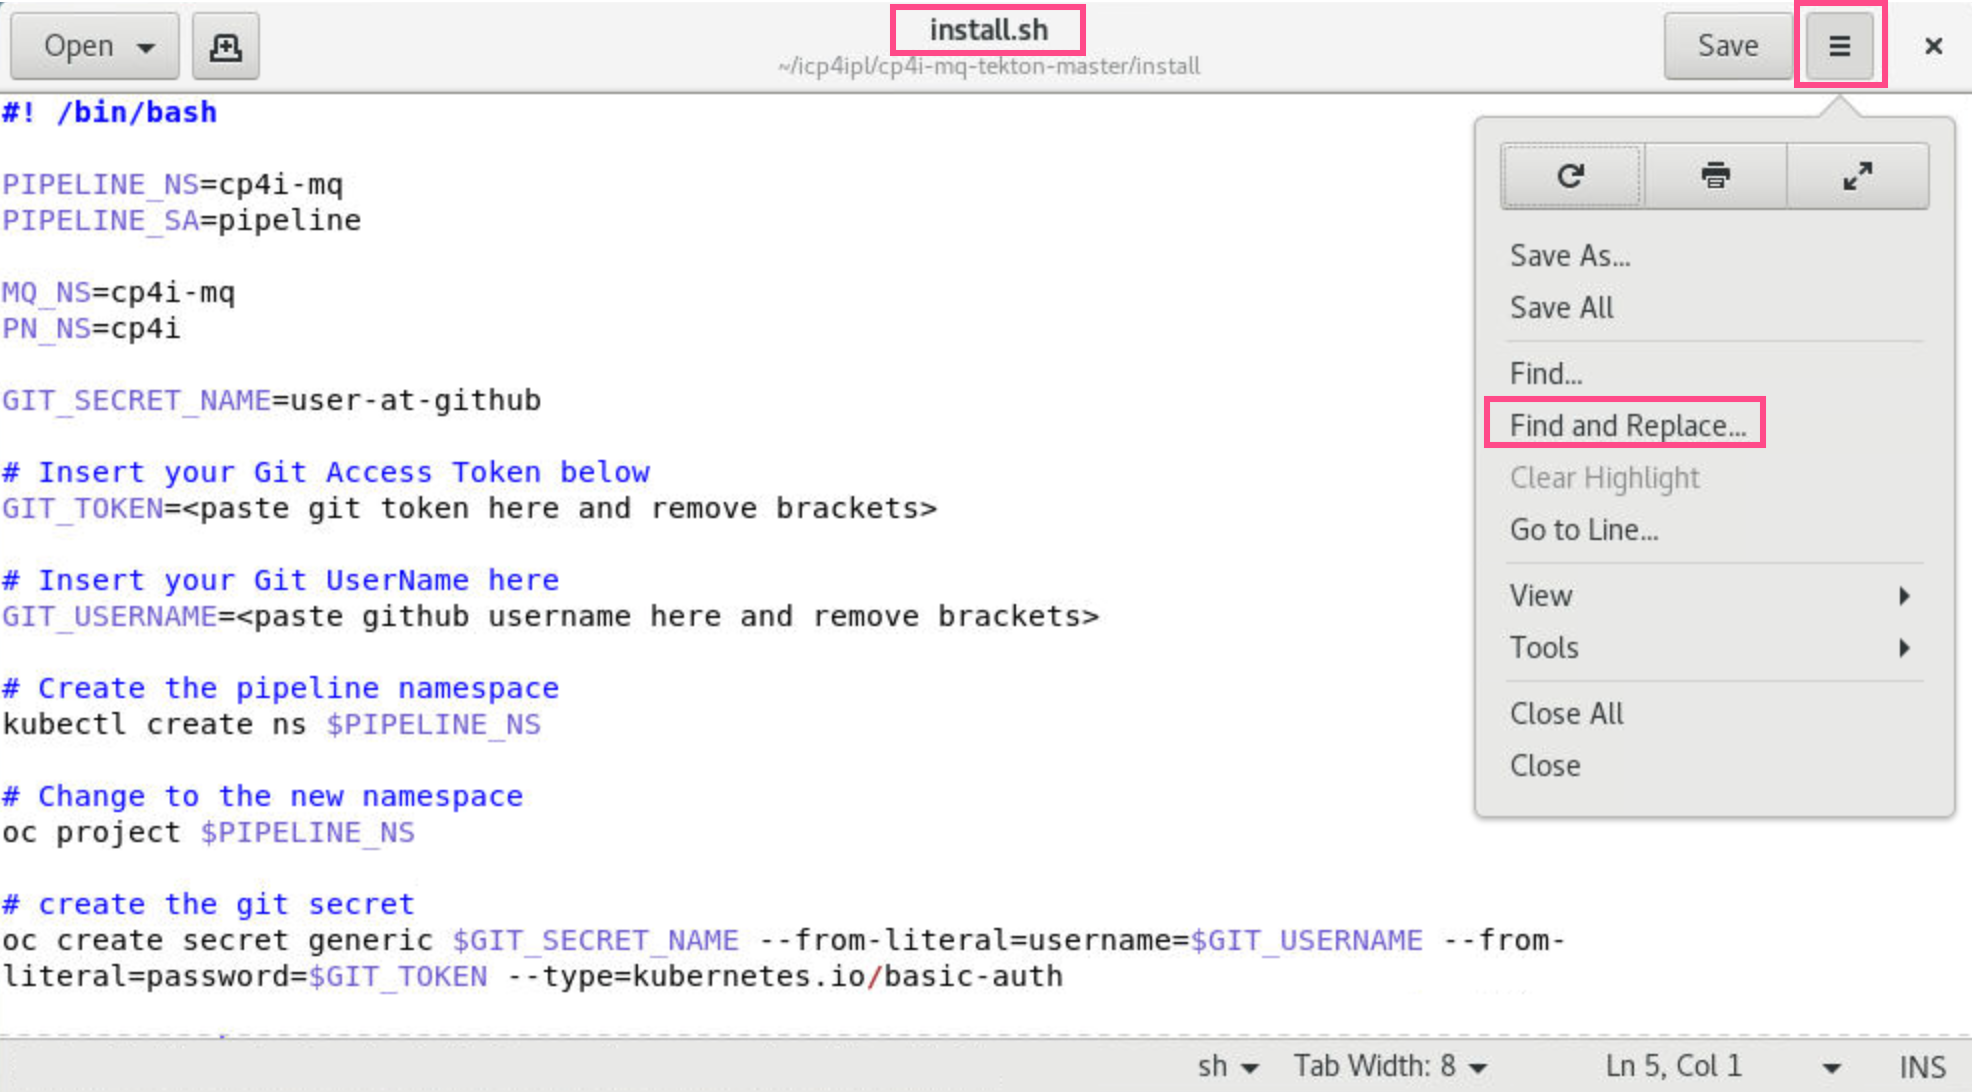 Open
install.sh
~/icp4ipl/cp4i-mq-tekton-master/install
Save
#! /bin/bash
PIPELINE_NS=cp4i-mq
PIPELINE_SA=pipeline
MQ_NS=cp4i-mq
PN_NS=cp4i
GIT_SECRET_NAME=user-at-github
# Insert your Git Access Token below
GIT_TOKEN=<paste git token here and remove brackets>
# Insert your Git UserName here
GIT_USERNAME=<paste github username here and remove brackets>
# Create the pipeline namespace
kubectl create ns $PIPELINE_NS
# Change to the new namespace
oc project $PIPELINE_NS
# create the git secret
oc create secret generic $GIT_SECRET_NAME --from-literal=username=$GIT_USERNAME --from-
literal=password=$GIT_TOKEN --type=kubernetes.io/basic-auth
Save As...
Save All
Find...
Find and Replace...
Clear Highlight
Go to Line...
View
Tools
Close All
Close
sh
Tab Width: 8
Ln 5, Col 1
INS